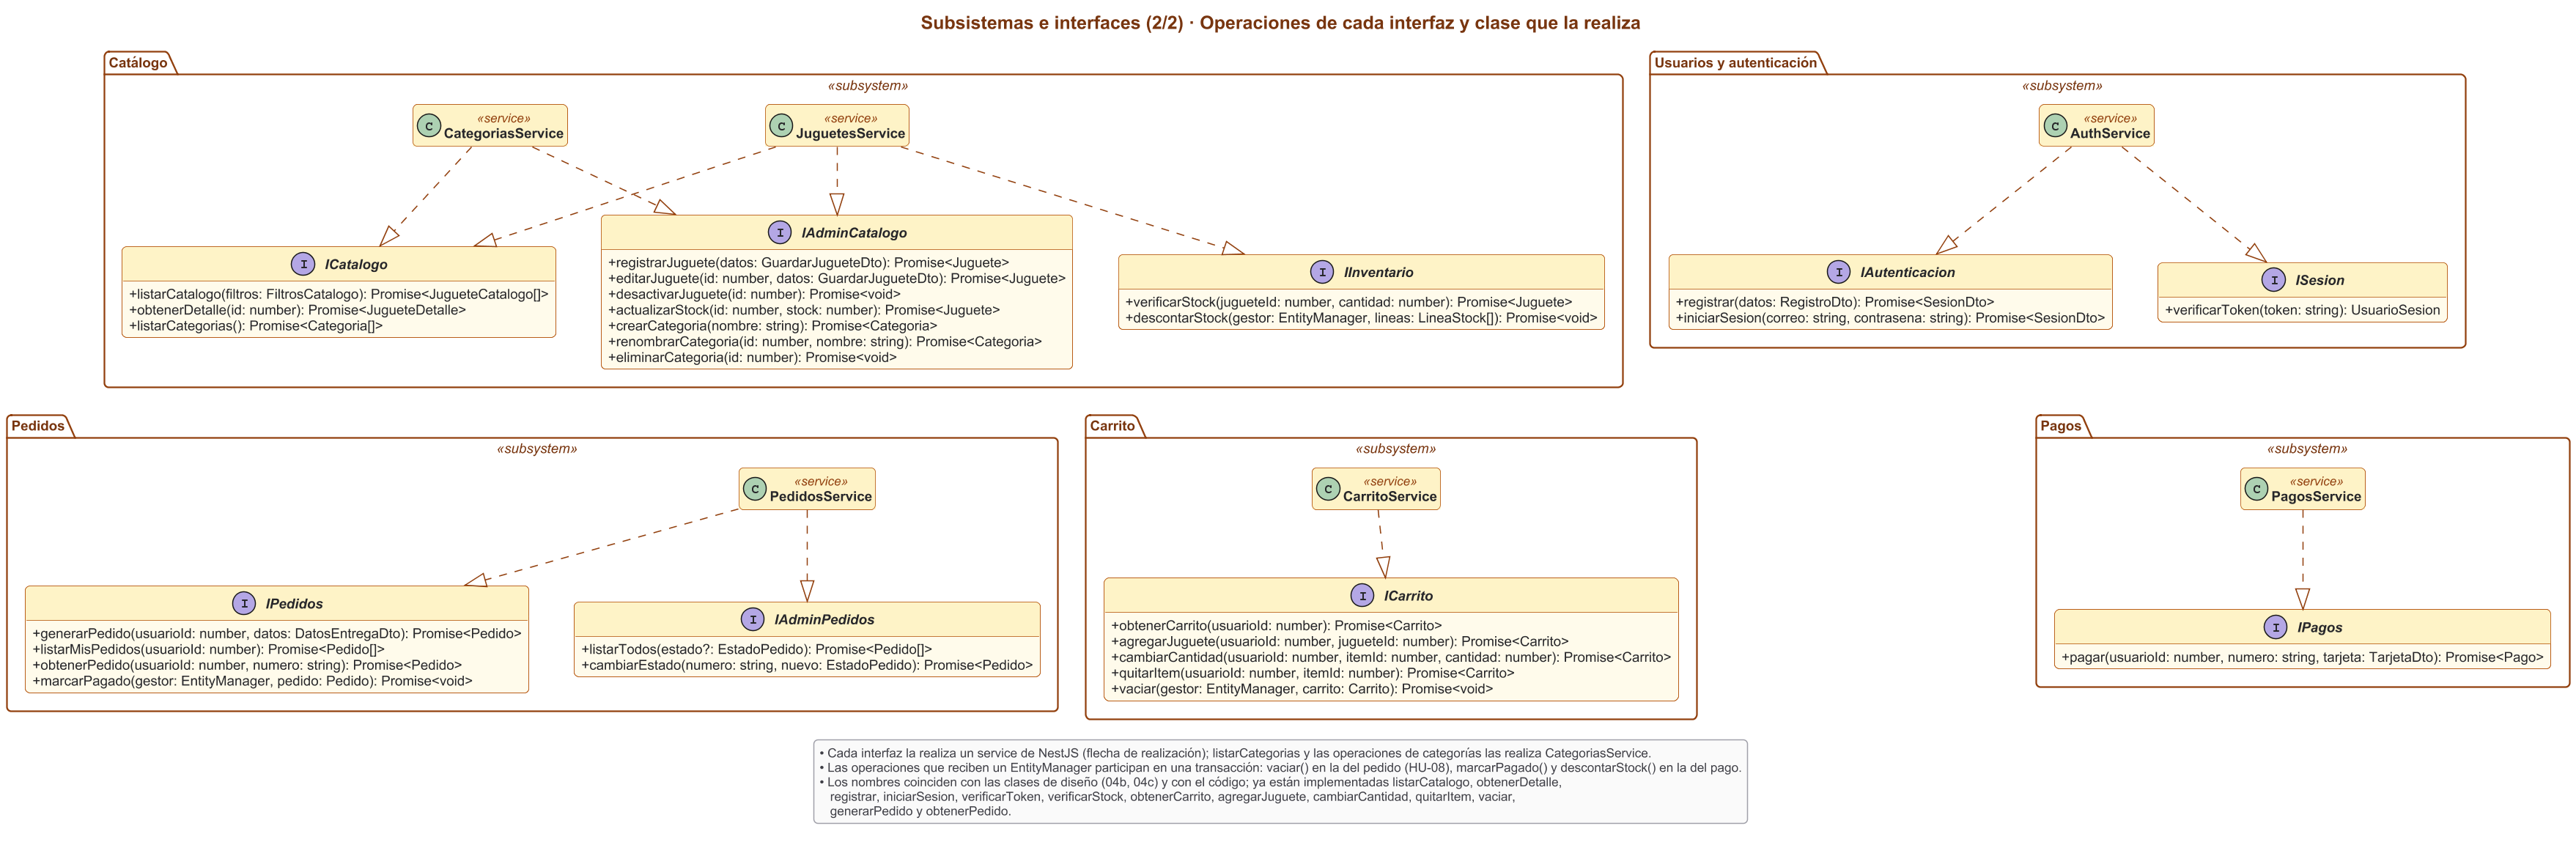 Subsistemas e interfaces (2/2) · Operaciones de cada interfaz y clase que la realiza
Catálogo
«subsystem»
C
«service»
CategoriasService
C
«service»
JuguetesService
I
ICatalogo
+listarCatalogo(filtros: FiltrosCatalogo): Promise<JugueteCatalogo[]>
+obtenerDetalle(id: number): Promise<JugueteDetalle>
+listarCategorias(): Promise<Categoria[]>
I
IAdminCatalogo
+registrarJuguete(datos: GuardarJugueteDto): Promise<Juguete>
+editarJuguete(id: number, datos: GuardarJugueteDto): Promise<Juguete>
+desactivarJuguete(id: number): Promise<void>
+actualizarStock(id: number, stock: number): Promise<Juguete>
+crearCategoria(nombre: string): Promise<Categoria>
+renombrarCategoria(id: number, nombre: string): Promise<Categoria>
+eliminarCategoria(id: number): Promise<void>
I
IInventario
+verificarStock(jugueteId: number, cantidad: number): Promise<Juguete>
+descontarStock(gestor: EntityManager, lineas: LineaStock[]): Promise<void>
Usuarios y autenticación
«subsystem»
C
«service»
AuthService
I
IAutenticacion
+registrar(datos: RegistroDto): Promise<SesionDto>
+iniciarSesion(correo: string, contrasena: string): Promise<SesionDto>
I
ISesion
+verificarToken(token: string): UsuarioSesion
Pedidos
«subsystem»
C
«service»
PedidosService
I
IPedidos
+generarPedido(usuarioId: number, datos: DatosEntregaDto): Promise<Pedido>
+listarMisPedidos(usuarioId: number): Promise<Pedido[]>
+obtenerPedido(usuarioId: number, numero: string): Promise<Pedido>
+marcarPagado(gestor: EntityManager, pedido: Pedido): Promise<void>
I
IAdminPedidos
+listarTodos(estado?: EstadoPedido): Promise<Pedido[]>
+cambiarEstado(numero: string, nuevo: EstadoPedido): Promise<Pedido>
Carrito
«subsystem»
C
«service»
CarritoService
I
ICarrito
+obtenerCarrito(usuarioId: number): Promise<Carrito>
+agregarJuguete(usuarioId: number, jugueteId: number): Promise<Carrito>
+cambiarCantidad(usuarioId: number, itemId: number, cantidad: number): Promise<Carrito>
+quitarItem(usuarioId: number, itemId: number): Promise<Carrito>
+vaciar(gestor: EntityManager, carrito: Carrito): Promise<void>
Pagos
«subsystem»
C
«service»
PagosService
I
IPagos
+pagar(usuarioId: number, numero: string, tarjeta: TarjetaDto): Promise<Pago>
• Cada interfaz la realiza un service de NestJS (flecha de realización); listarCategorias y las operaciones de categorías las realiza CategoriasService.
• Las operaciones que reciben un EntityManager participan en una transacción: vaciar() en la del pedido (HU-08), marcarPagado() y descontarStock() en la del pago.
• Los nombres coinciden con las clases de diseño (04b, 04c) y con el código; ya están implementadas listarCatalogo, obtenerDetalle,
registrar, iniciarSesion, verificarToken, verificarStock, obtenerCarrito, agregarJuguete, cambiarCantidad, quitarItem, vaciar,
generarPedido y obtenerPedido.